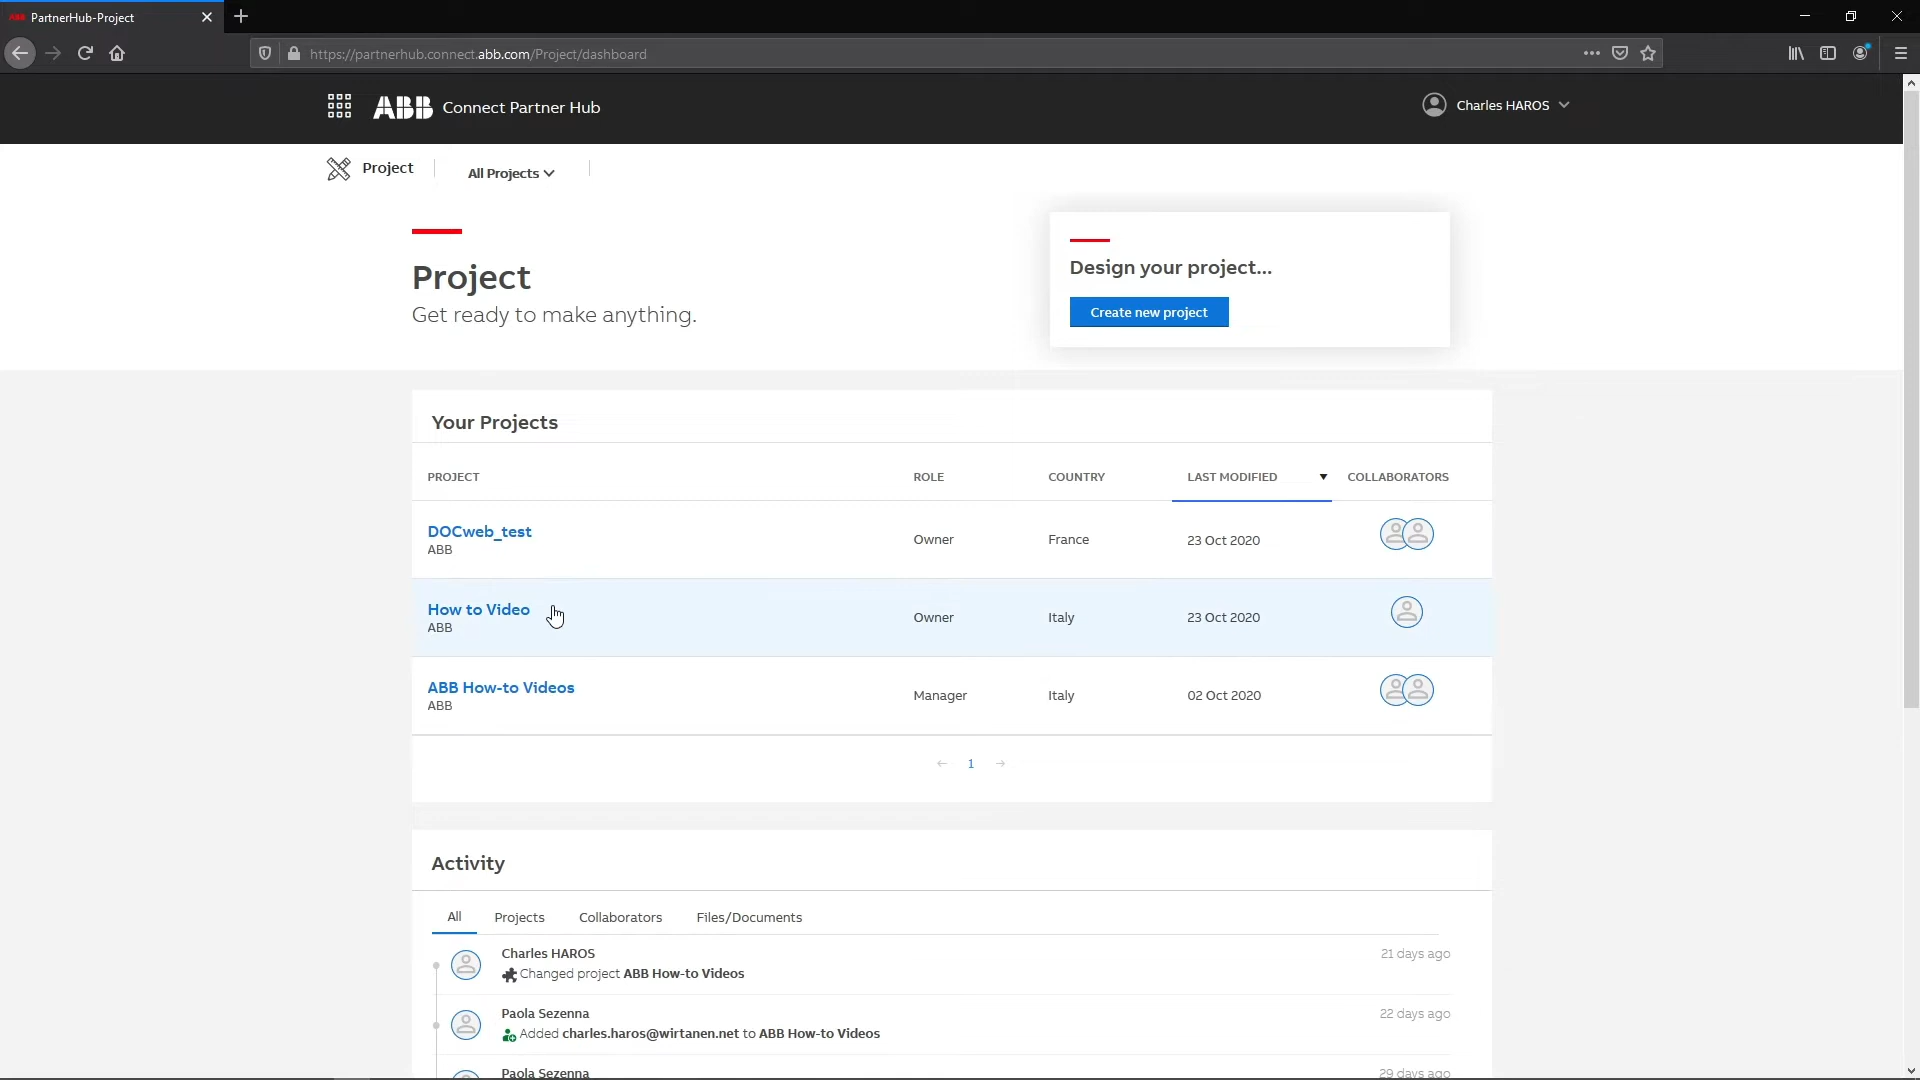 ABB PartnerHub-Project
https://partnerhub.connect.abb.com/Project/dashboard
ABB Connect Partner Hub
Charles HAROS
Project
All Projects
Project
Get ready to make anything.
Design your project...
Create new project
Your Projects
PROJECT ROLE COUNTRY LAST MODIFIED COLLABORATORS
DOCweb_test
ABB
Owner France 23 Oct 2020
How to Video
ABB
Owner Italy 23 Oct 2020
ABB How-to Videos
ABB
Manager Italy 02 Oct 2020
← 1 →
Activity
All Projects Collaborators Files/Documents
Charles HAROS 21 days ago
Changed project ABB How-to Videos
Paola Sezenna 22 days ago
Added charles.haros@wirtanen.net to ABB How-to Videos
Paola Sezenna 29 days ago